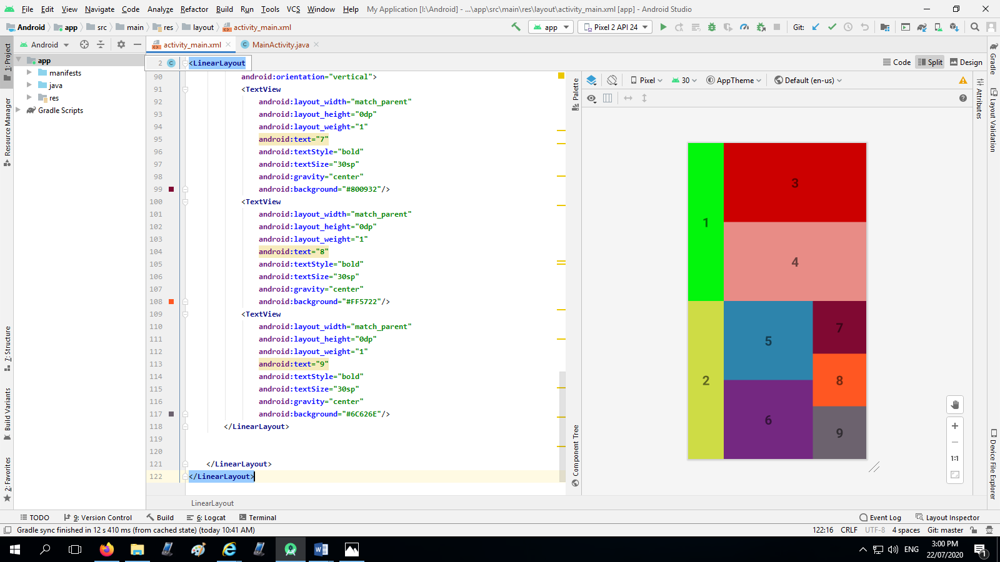 File Edit View Navigate Code Analyze Refactor Build Run Tools VCS Window Help My Application [I:\Android] - ...\app\src\main\res\layout\activity_main.xml [app] - Android Studio
Android app src main res layout activity_main.xml app Pixel 2 API 24 Git:
Android activity_main.xml MainActivity.java
1: Project
Resource Manager
7: Structure
Build Variants
2: Favorites
app
manifests
java
res
Gradle Scripts
2 <LinearLayout
Code Split Design
90 android:orientation="vertical">
91 <TextView
92 android:layout_width="match_parent"
93 android:layout_height="0dp"
94 android:layout_weight="1"
95 android:text="7"
96 android:textStyle="bold"
97 android:textSize="30sp"
98 android:gravity="center"
99 android:background="#800932"/>
100 <TextView
101 android:layout_width="match_parent"
102 android:layout_height="0dp"
103 android:layout_weight="1"
104 android:text="8"
105 android:textStyle="bold"
106 android:textSize="30sp"
107 android:gravity="center"
108 android:background="#FF5722"/>
109 <TextView
110 android:layout_width="match_parent"
111 android:layout_height="0dp"
112 android:layout_weight="1"
113 android:text="9"
114 android:textStyle="bold"
115 android:textSize="30sp"
116 android:gravity="center"
117 android:background="#6C626E"/>
118 </LinearLayout>
119
120
121 </LinearLayout>
122 </LinearLayout>
LinearLayout
Palette
Component Tree
Pixel 30 AppTheme Default (en-us)
1
2
3
4
5
6
7
8
9
1:1
Gradle
Attributes
Layout Validation
Device File Explorer
TODO 9: Version Control Build 6: Logcat Terminal Event Log Layout Inspector
Gradle sync finished in 12 s 410 ms (from cached state) (today 10:41 AM) 122:16 CRLF UTF-8 4 spaces Git: master
ENG 3:00 PM
22/07/2020
1